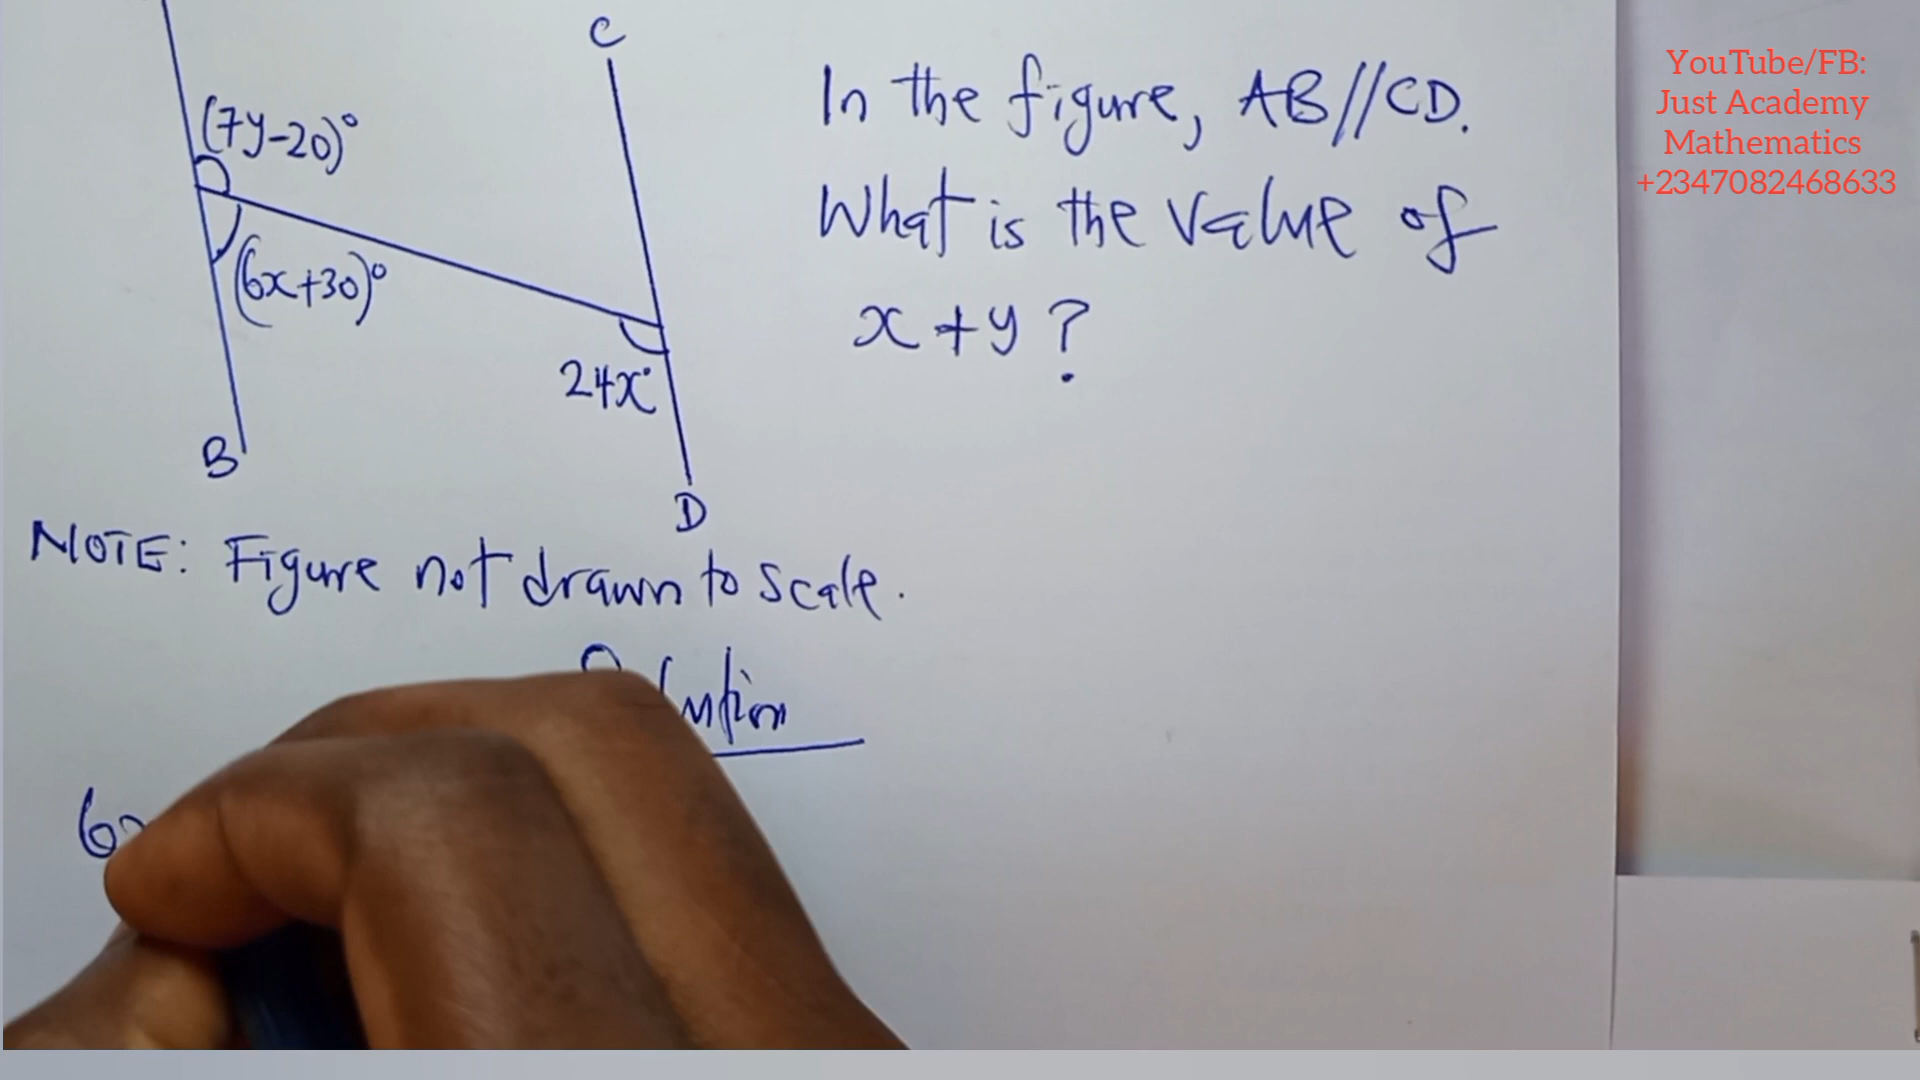 C
(7y-20)°
(6x+30)°
24x°
B
D
In the figure, AB//CD.
What is the value of
x+y?
NOTE: Figure not drawn to scale.
YouTube/FB:
Just Academy
Mathematics
+2347082468633